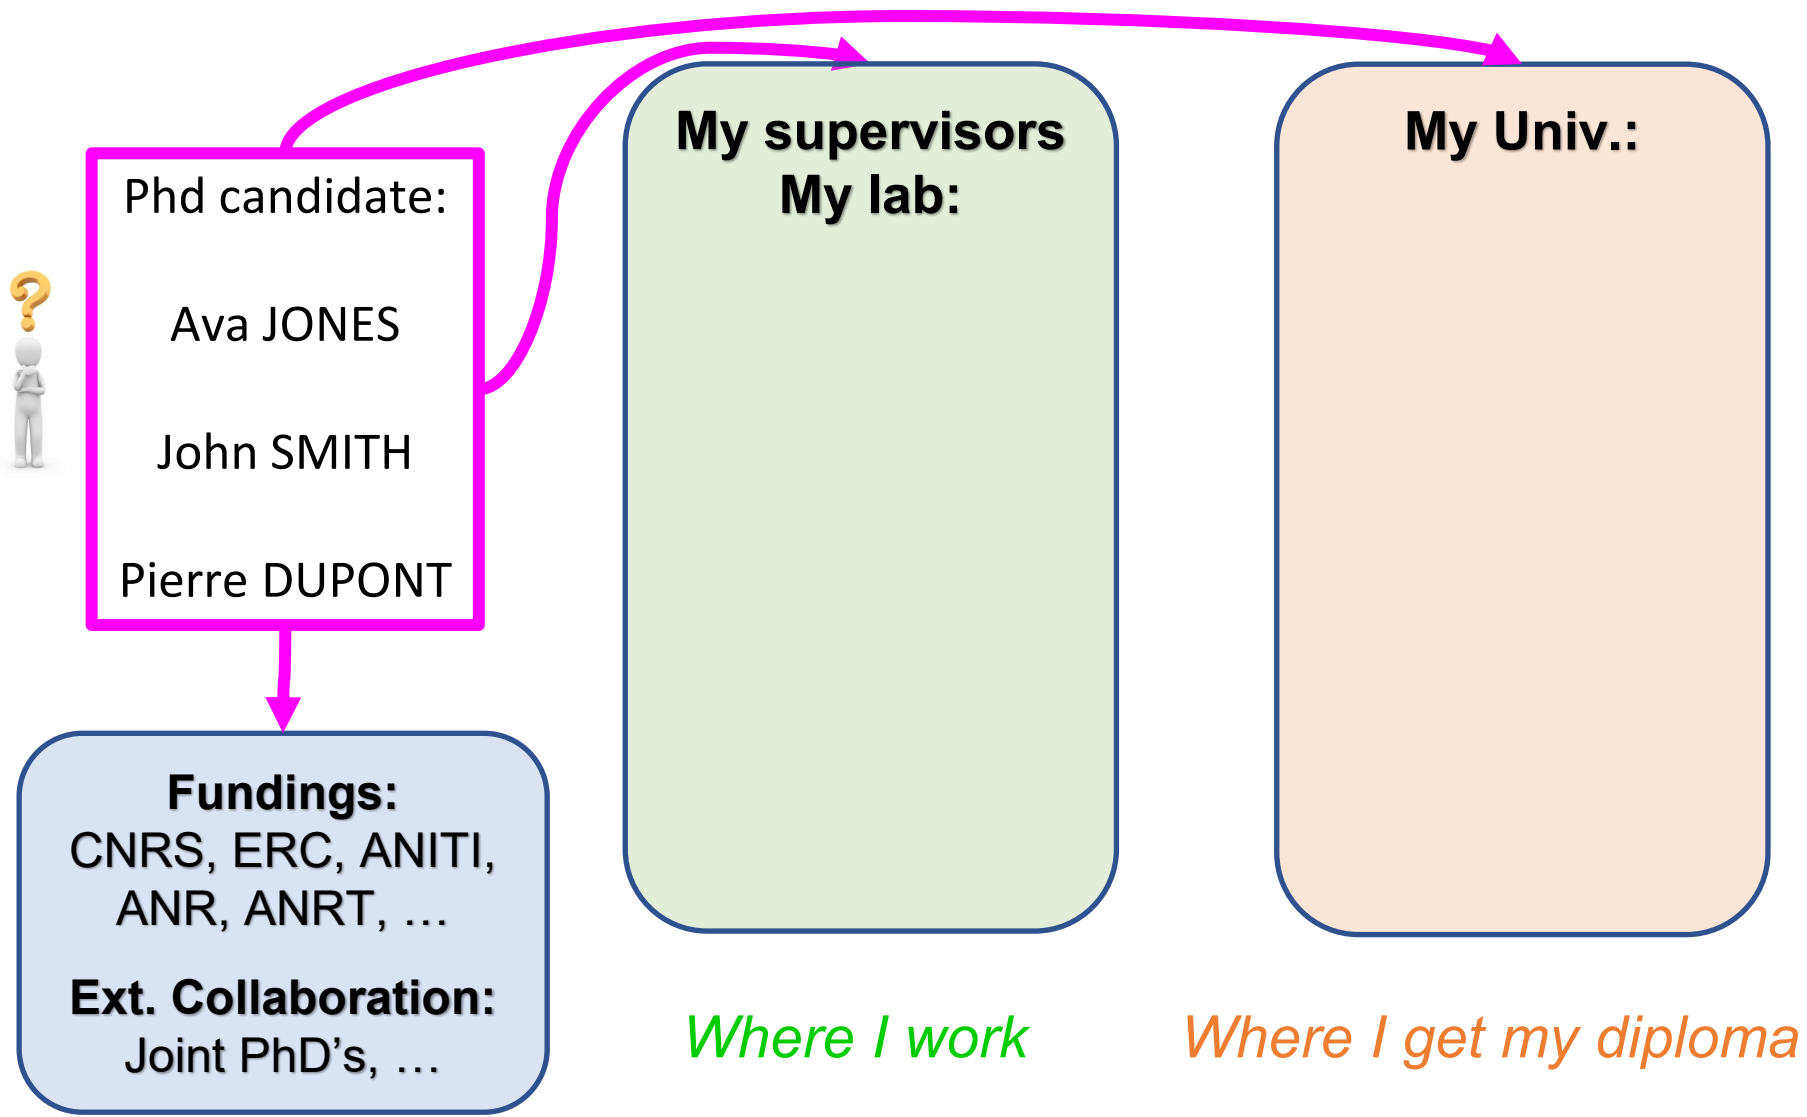 Phd candidate:
Ava JONES
John SMITH
Pierre DUPONT
Fundings:
CNRS, ERC, ANITI,
ANR, ANRT, …
Ext. Collaboration:
Joint PhD’s, …
My supervisors
My lab:
Where I work
My Univ.:
Where I get my diploma